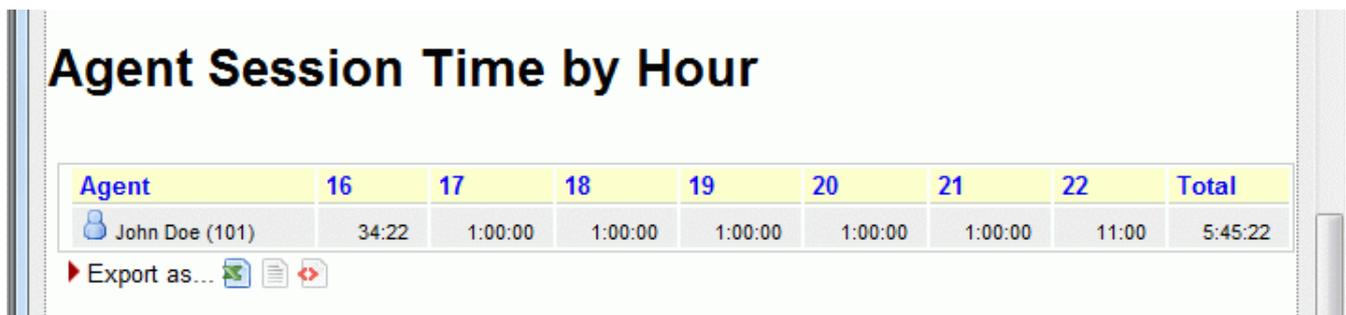 Agent Session Time by Hour
Agent 16 17 18 19 20 21 22 Total
John Doe (101) 34:22 1:00:00 1:00:00 1:00:00 1:00:00 1:00:00 11:00 5:45:22
Export as...